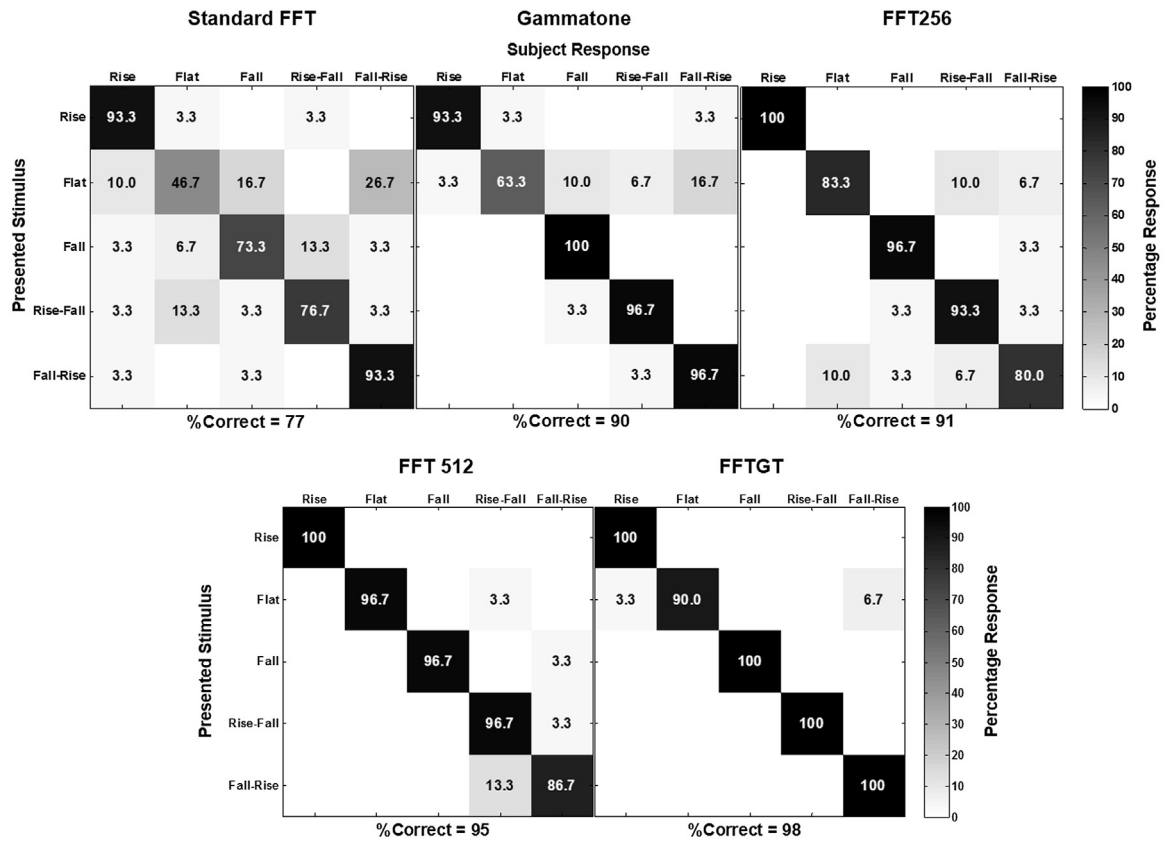 Standard FFT Gammatone FFT256
Subject Response
Rise Flat Fall Rise-Fall Fall-Rise Rise Flat Fall Rise-Fall Fall-Rise Rise Flat Fall Rise-Fall Fall-Rise
Presented Stimulus
Rise 93.3 3.3 3.3 93.3 3.3 3.3 100
Flat 10.0 46.7 16.7 26.7 3.3 63.3 10.0 6.7 16.7 83.3 10.0 6.7
Fall 3.3 6.7 73.3 13.3 3.3 100 96.7 3.3
Rise-Fall 3.3 13.3 3.3 76.7 3.3 3.3 96.7 3.3 93.3 3.3
Fall-Rise 3.3 3.3 93.3 3.3 96.7 10.0 3.3 6.7 80.0
100
90
80
70
60
50
40
30
20
10
0
Percentage Response
%Correct = 77 %Correct = 90 %Correct = 91
FFT 512 FFTGT
Rise Flat Fall Rise-Fall Fall-Rise Rise Flat Fall Rise-Fall Fall-Rise
Presented Stimulus
Rise 100 100
Flat 96.7 3.3 3.3 90.0 6.7
Fall 96.7 3.3 100
Rise-Fall 96.7 3.3 100
Fall-Rise 13.3 86.7 100
100
90
80
70
60
50
40
30
20
10
0
Percentage Response
%Correct = 95 %Correct = 98